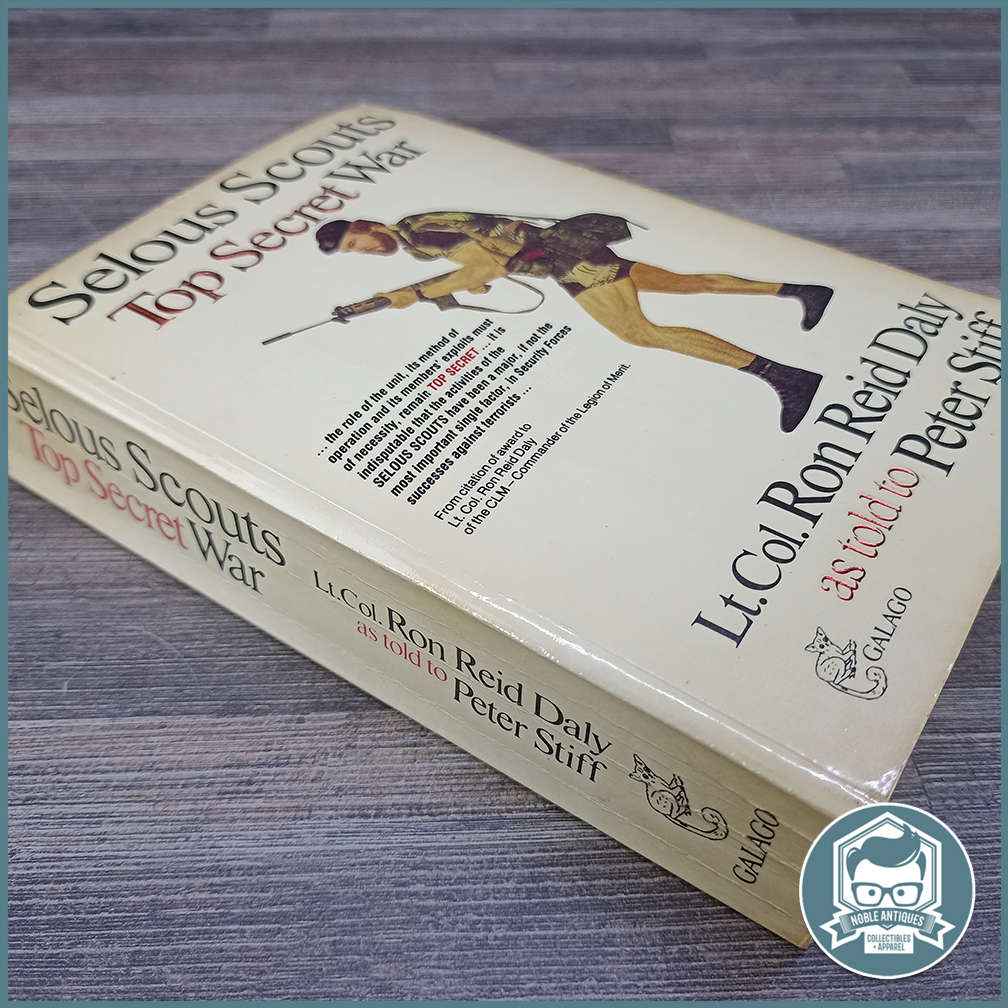 Selous Scouts
Top Secret War
... the role of the unit, its method of
operation and its members' exploits must
of necessity, remain TOP SECRET ... it is
indisputable that the activities of the
SELOUS SCOUTS have been a major, if not the
most important single factor, in Security Forces
successes against terrorists ...
From citation of award to
Lt. Col. Ron Reid Daly
of the CLM – Commander of the Legion of Merit.
Lt. Col. Ron Reid Daly
as told to Peter Stiff
GALAGO
Selous Scouts
Top Secret War
Lt. Col. Ron Reid Daly
as told to Peter Stiff
GALAGO
NOBLE ANTIQUES
COLLECTIBLES
+ APPAREL